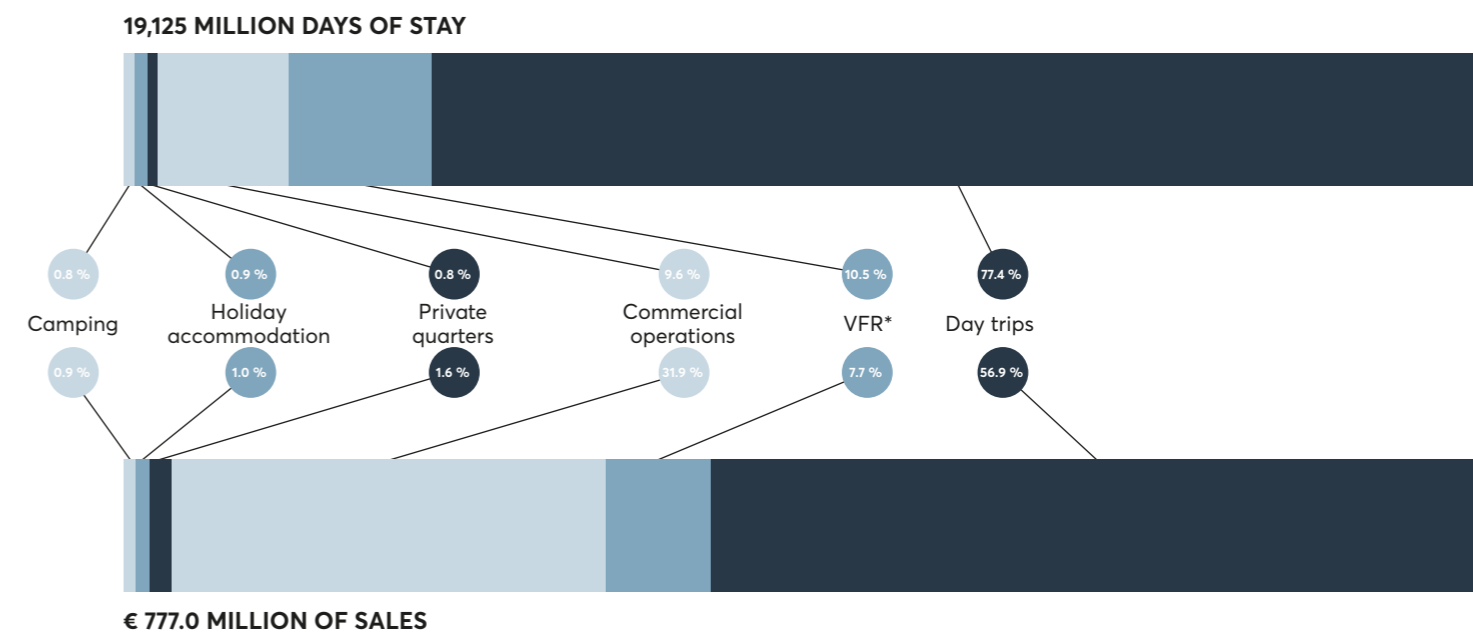 19,125 MILLION DAYS OF STAY
0.8 %
0.9 %
0.8 %
9.6 %
10.5 %
77.4 %
Camping
Holiday
accommodation
Private
quarters
Commercial
operations
VFR*
Day trips
0.9 %
1.0 %
1.6 %
31.9 %
7.7 %
56.9 %
€ 777.0 MILLION OF SALES